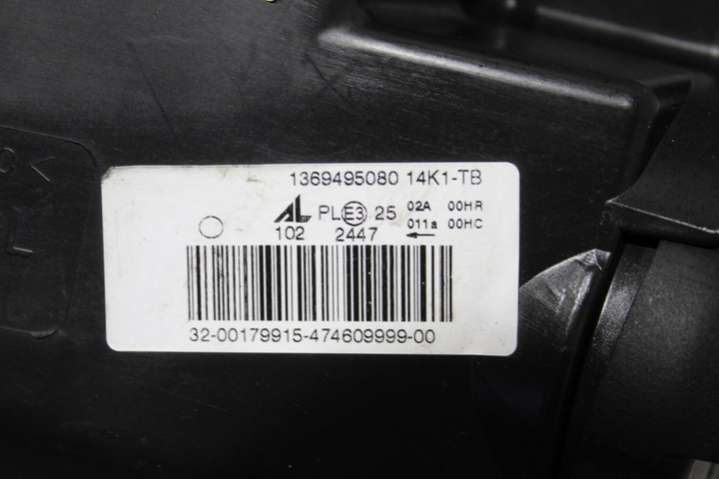 1369495080 14K1-TB
AL PL E3 25 02A 00HR
102 2447 011a 00HC
32-00179915-474609999-00